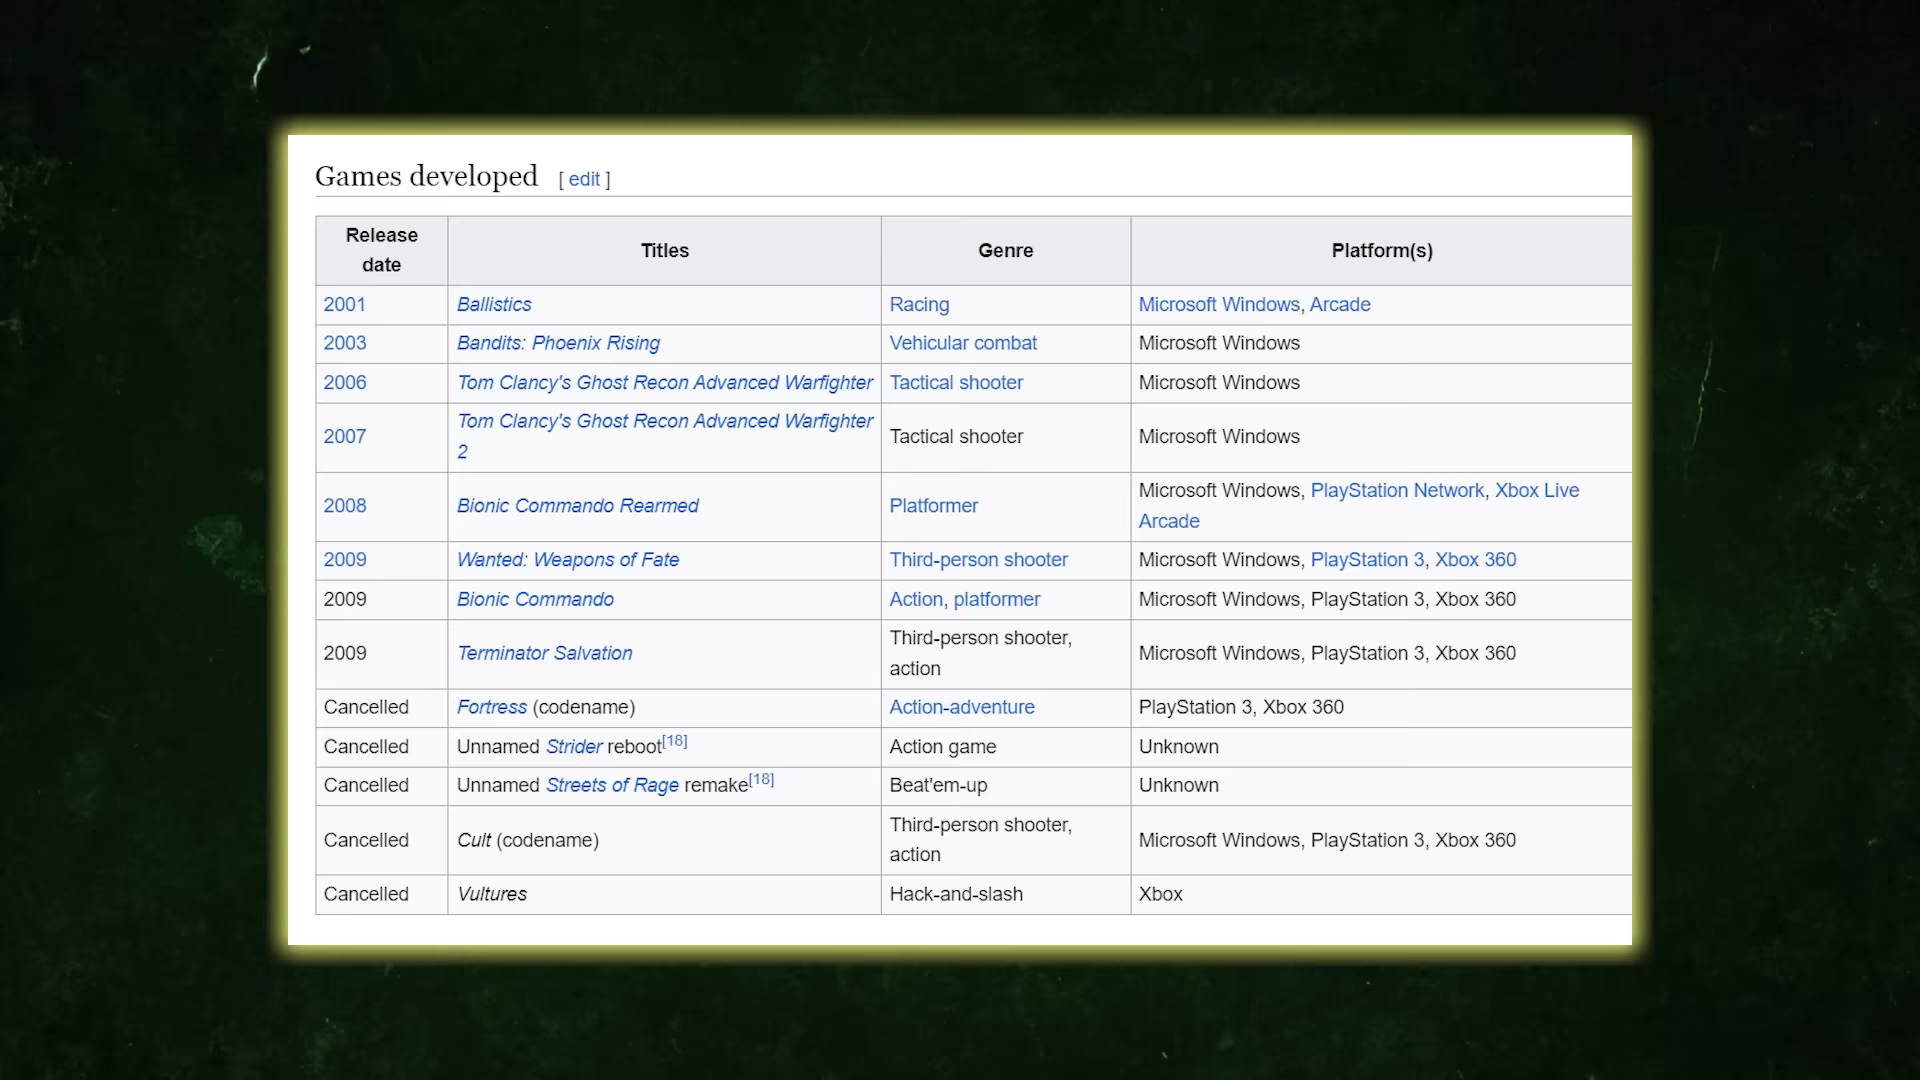 Games developed [ edit ]
Release date Titles Genre Platform(s)
2001 Ballistics Racing Microsoft Windows, Arcade
2003 Bandits: Phoenix Rising Vehicular combat Microsoft Windows
2006 Tom Clancy's Ghost Recon Advanced Warfighter Tactical shooter Microsoft Windows
2007 Tom Clancy's Ghost Recon Advanced Warfighter 2 Tactical shooter Microsoft Windows
2008 Bionic Commando Rearmed Platformer Microsoft Windows, PlayStation Network, Xbox Live Arcade
2009 Wanted: Weapons of Fate Third-person shooter Microsoft Windows, PlayStation 3, Xbox 360
2009 Bionic Commando Action, platformer Microsoft Windows, PlayStation 3, Xbox 360
2009 Terminator Salvation Third-person shooter, action Microsoft Windows, PlayStation 3, Xbox 360
Cancelled Fortress (codename) Action-adventure PlayStation 3, Xbox 360
Cancelled Unnamed Strider reboot[18] Action game Unknown
Cancelled Unnamed Streets of Rage remake[18] Beat'em-up Unknown
Cancelled Cult (codename) Third-person shooter, action Microsoft Windows, PlayStation 3, Xbox 360
Cancelled Vultures Hack-and-slash Xbox